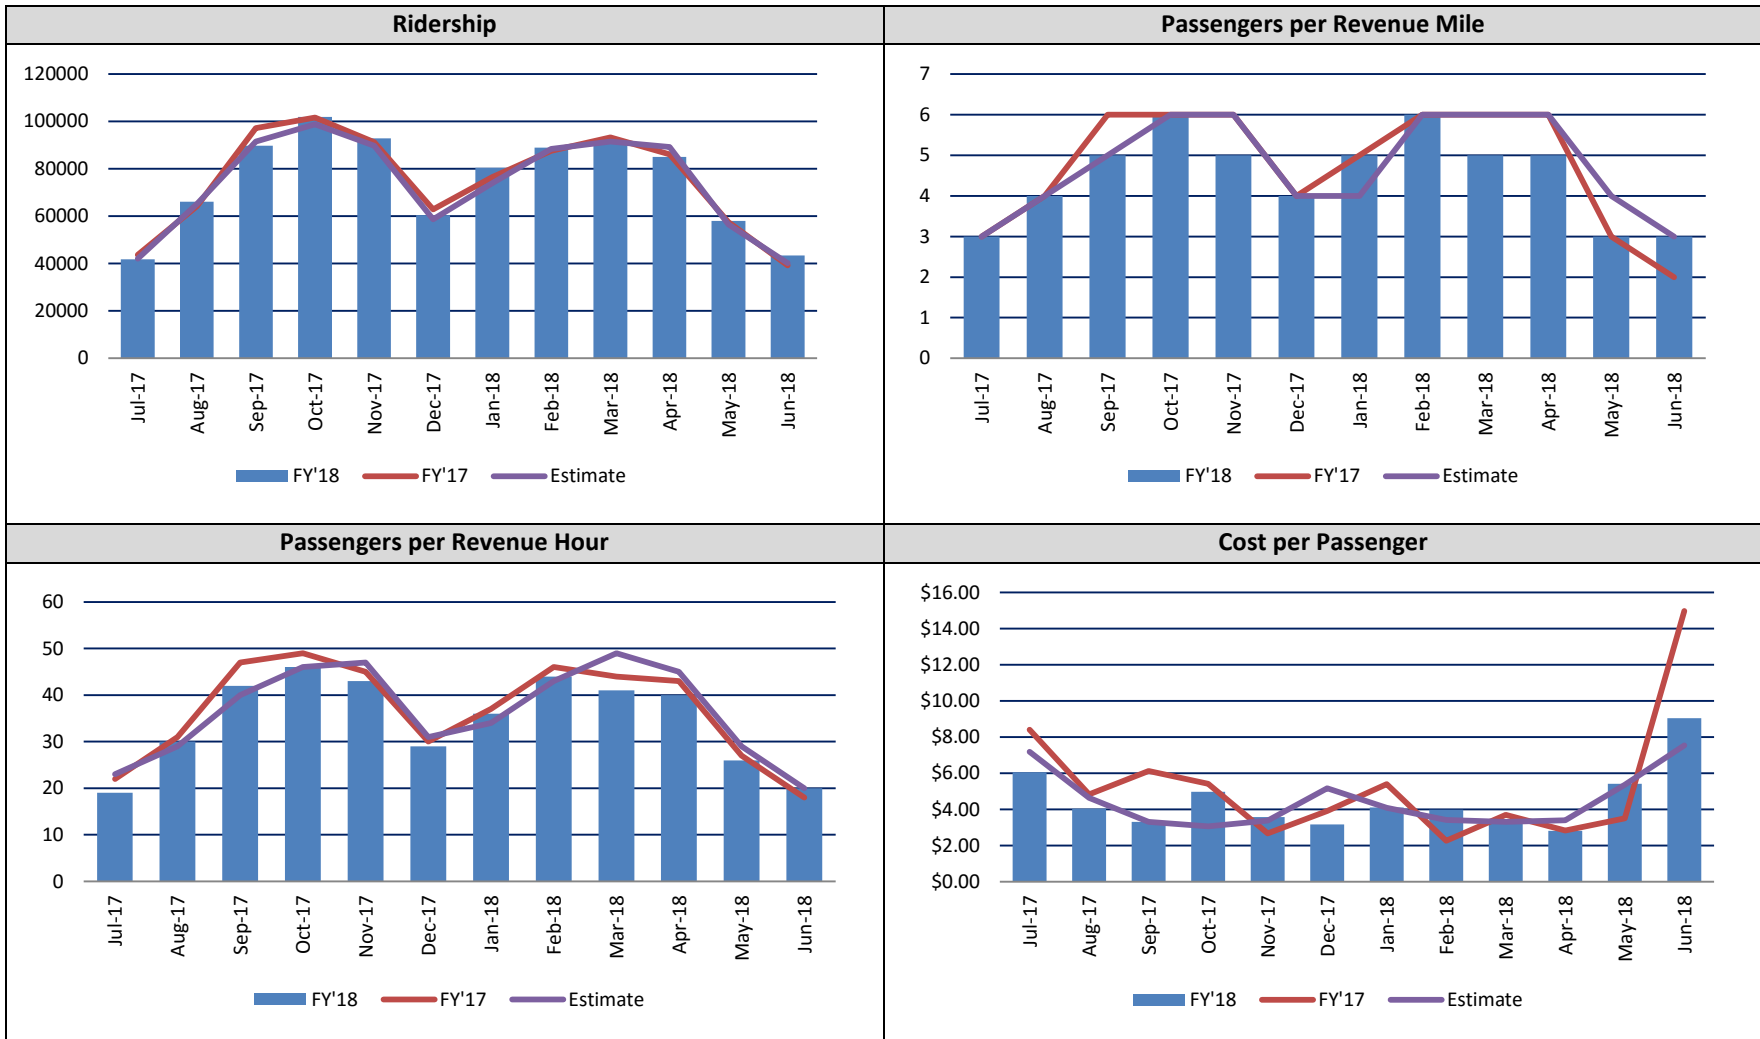 Ridership
120000
100000
80000
60000
40000
20000
0
Jul-17
Aug-17
Sep-17
Oct-17
Nov-17
Dec-17
Jan-18
Feb-18
Mar-18
Apr-18
May-18
Jun-18
FY'18 FY'17 Estimate
Passengers per Revenue Mile
7
6
5
4
3
2
1
0
Jul-17
Aug-17
Sep-17
Oct-17
Nov-17
Dec-17
Jan-18
Feb-18
Mar-18
Apr-18
May-18
Jun-18
FY'18 FY'17 Estimate
Passengers per Revenue Hour
60
50
40
30
20
10
0
Jul-17
Aug-17
Sep-17
Oct-17
Nov-17
Dec-17
Jan-18
Feb-18
Mar-18
Apr-18
May-18
Jun-18
FY'18 FY'17 Estimate
Cost per Passenger
$16.00
$14.00
$12.00
$10.00
$8.00
$6.00
$4.00
$2.00
$0.00
Jul-17
Aug-17
Sep-17
Oct-17
Nov-17
Dec-17
Jan-18
Feb-18
Mar-18
Apr-18
May-18
Jun-18
FY'18 FY'17 Estimate